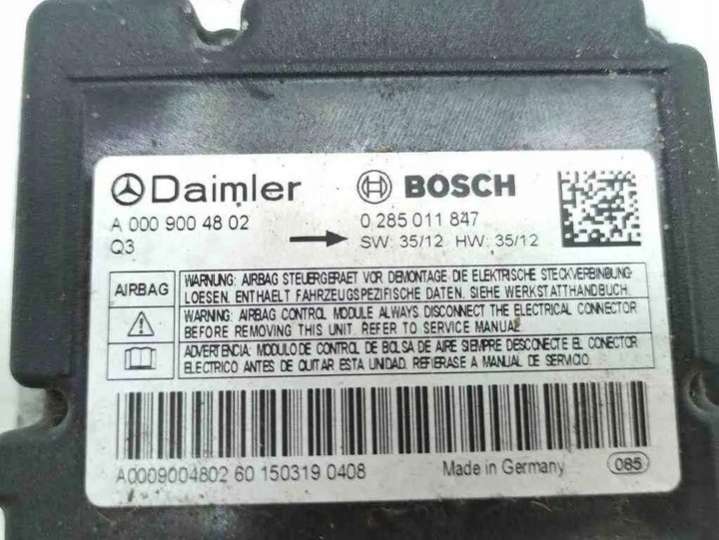 Daimler BOSCH
A 000 900 48 02 0 285 011 847
Q3 SW: 35/12 HW: 35/12
AIRBAG
WARNUNG: AIRBAG STEUERGERAET VOR DEMONTAGE DIE ELEKTRISCHE STECKVERBINDUNG
LOESEN. ENTHAELT FAHRZEUGSPEZIFISCHE DATEN. SIEHE WERKSTATTHANDBUCH.
WARNING: AIRBAG CONTROL MODULE ALWAYS DISCONNECT THE ELECTRICAL CONNECTOR
BEFORE REMOVING THIS UNIT. REFER TO SERVICE MANUAL
ADVERTENCIA: MODULO DE CONTROL DE BOLSA DE AIRE SIEMPRE DESCONECTE EL CONECTOR
ELECTRICO ANTES DE QUITAR ESTA UNIDAD. REFIERASE A MANUAL DE SERVICIO.
A0009004802 60 150319 0408 Made in Germany 065